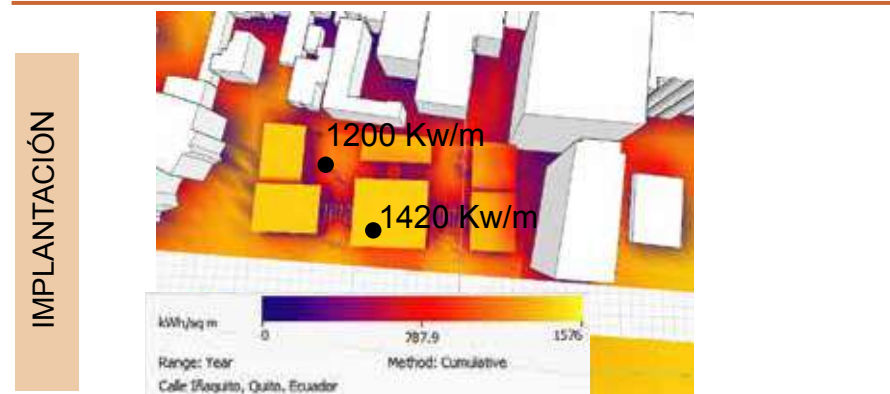 IMPLANTACIÓN
1200 Kw/m
1420 Kw/m
kWh/sq m
0
787.9
1576
Range: Year
Method: Cumulative
Calle Iñaquito, Quito, Ecuador